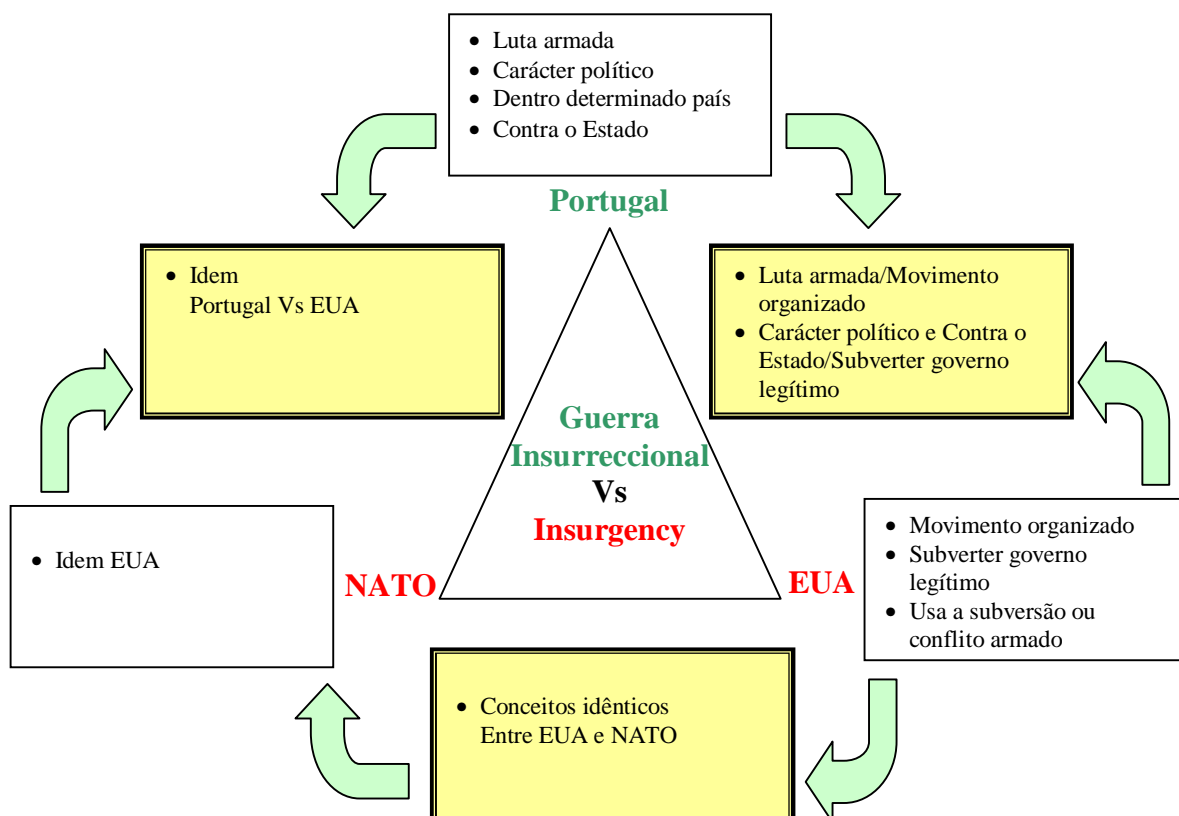 • Luta armada
• Carácter político
• Dentro determinado país
• Contra o Estado
Portugal
• Idem
Portugal Vs EUA
• Luta armada/Movimento
organizado
• Carácter político e Contra o
Estado/Subverter governo
legítimo
Guerra
Insurreccional
Vs
Insurgency
• Idem EUA
NATO
EUA
• Movimento organizado
• Subverter governo
legítimo
• Usa a subversão ou
conflito armado
• Conceitos idênticos
Entre EUA e NATO